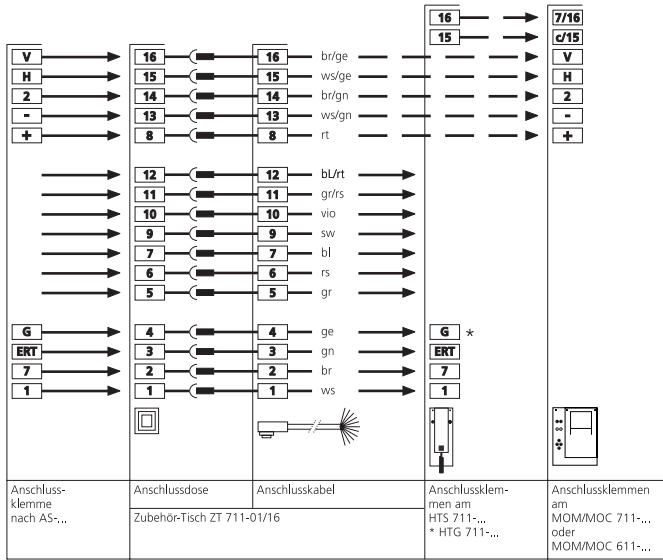 16 7/16
15 c/15
V 16 16 br/ge V
H 15 15 ws/ge H
2 14 14 br/gn 2
- 13 13 ws/gn -
+ 8 8 rt +
12 12 bL/rt
11 11 gr/rs
10 10 vio
9 9 sw
7 7 bl
6 6 rs
5 5 gr
G 4 4 ge G *
ERT 3 3 gn ERT
7 2 2 br 7
1 1 1 ws 1
Anschluss-
klemme
nach AS-...
Anschlussdose
Anschlusskabel
Zubehör-Tisch ZT 711-01/16
Anschlussklem-
men am
HTS 711-...
* HTG 711-...
Anschlussklemmen
am
MOM/MOC 711-...
oder
MOM/MOC 611-...